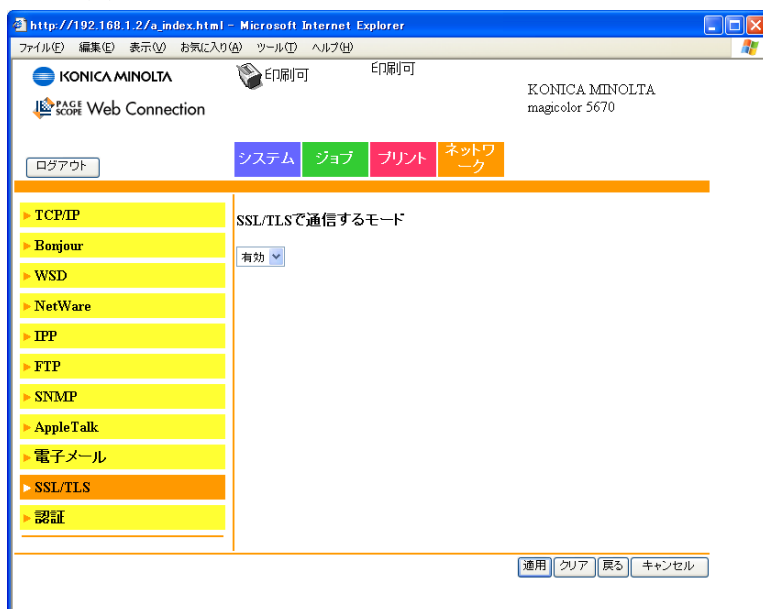 http://192.168.1.2/a_index.html - Microsoft Internet Explorer
ファイル(F) 編集(E) 表示(V) お気に入り(A) ツール(T) ヘルプ(H)
KONICA MINOLTA
印刷可
印刷可
KONICA MINOLTA
magicolor 5670
PAGE SCOPE Web Connection
ログアウト
システム
ジョブ
プリント
ネットワ
ーク
TCP/IP
Bonjour
WSD
NetWare
IPP
FTP
SNMP
AppleTalk
電子メール
SSL/TLS
認証
SSL/TLSで通信するモード
有効
適用 クリア 戻る キャンセル